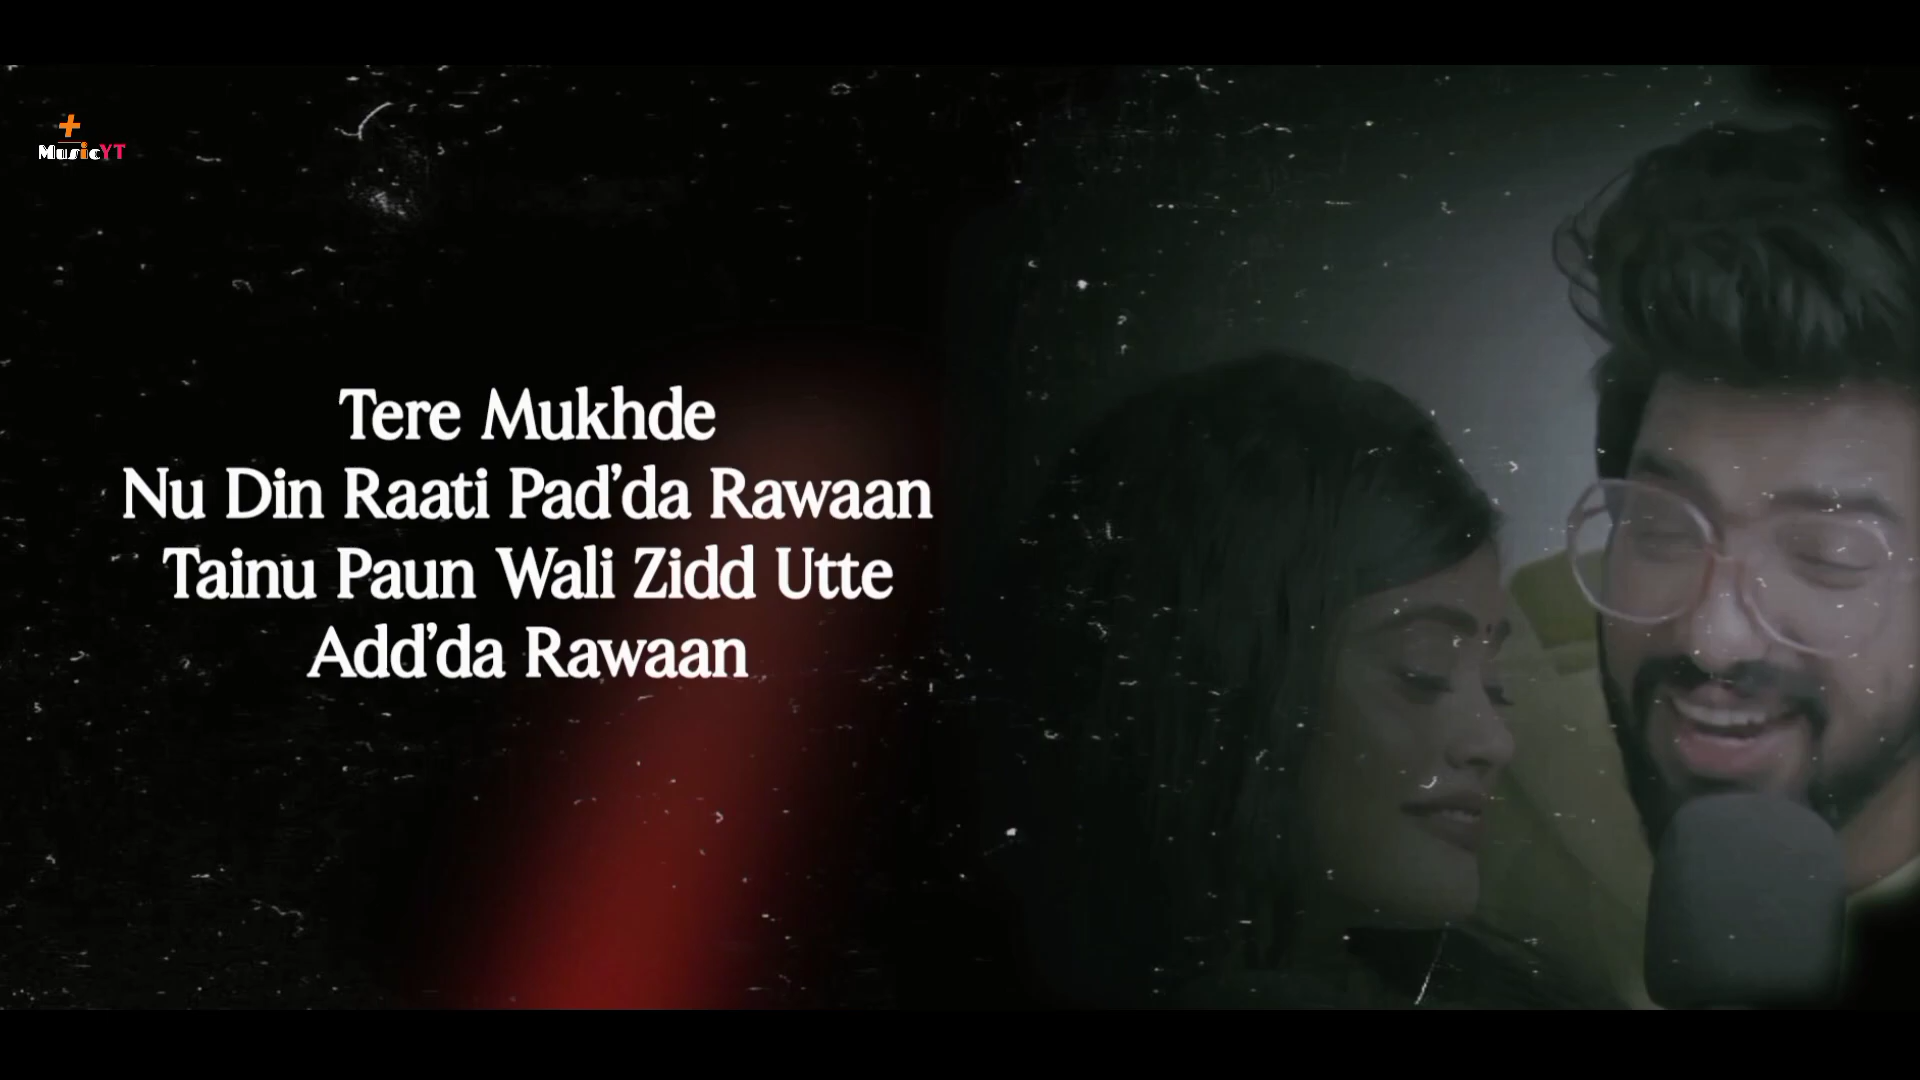 +
MusicYT
Tere Mukhde
Nu Din Raati Pad’da Rawaan
Tainu Paun Wali Zidd Utte
Add’da Rawaan